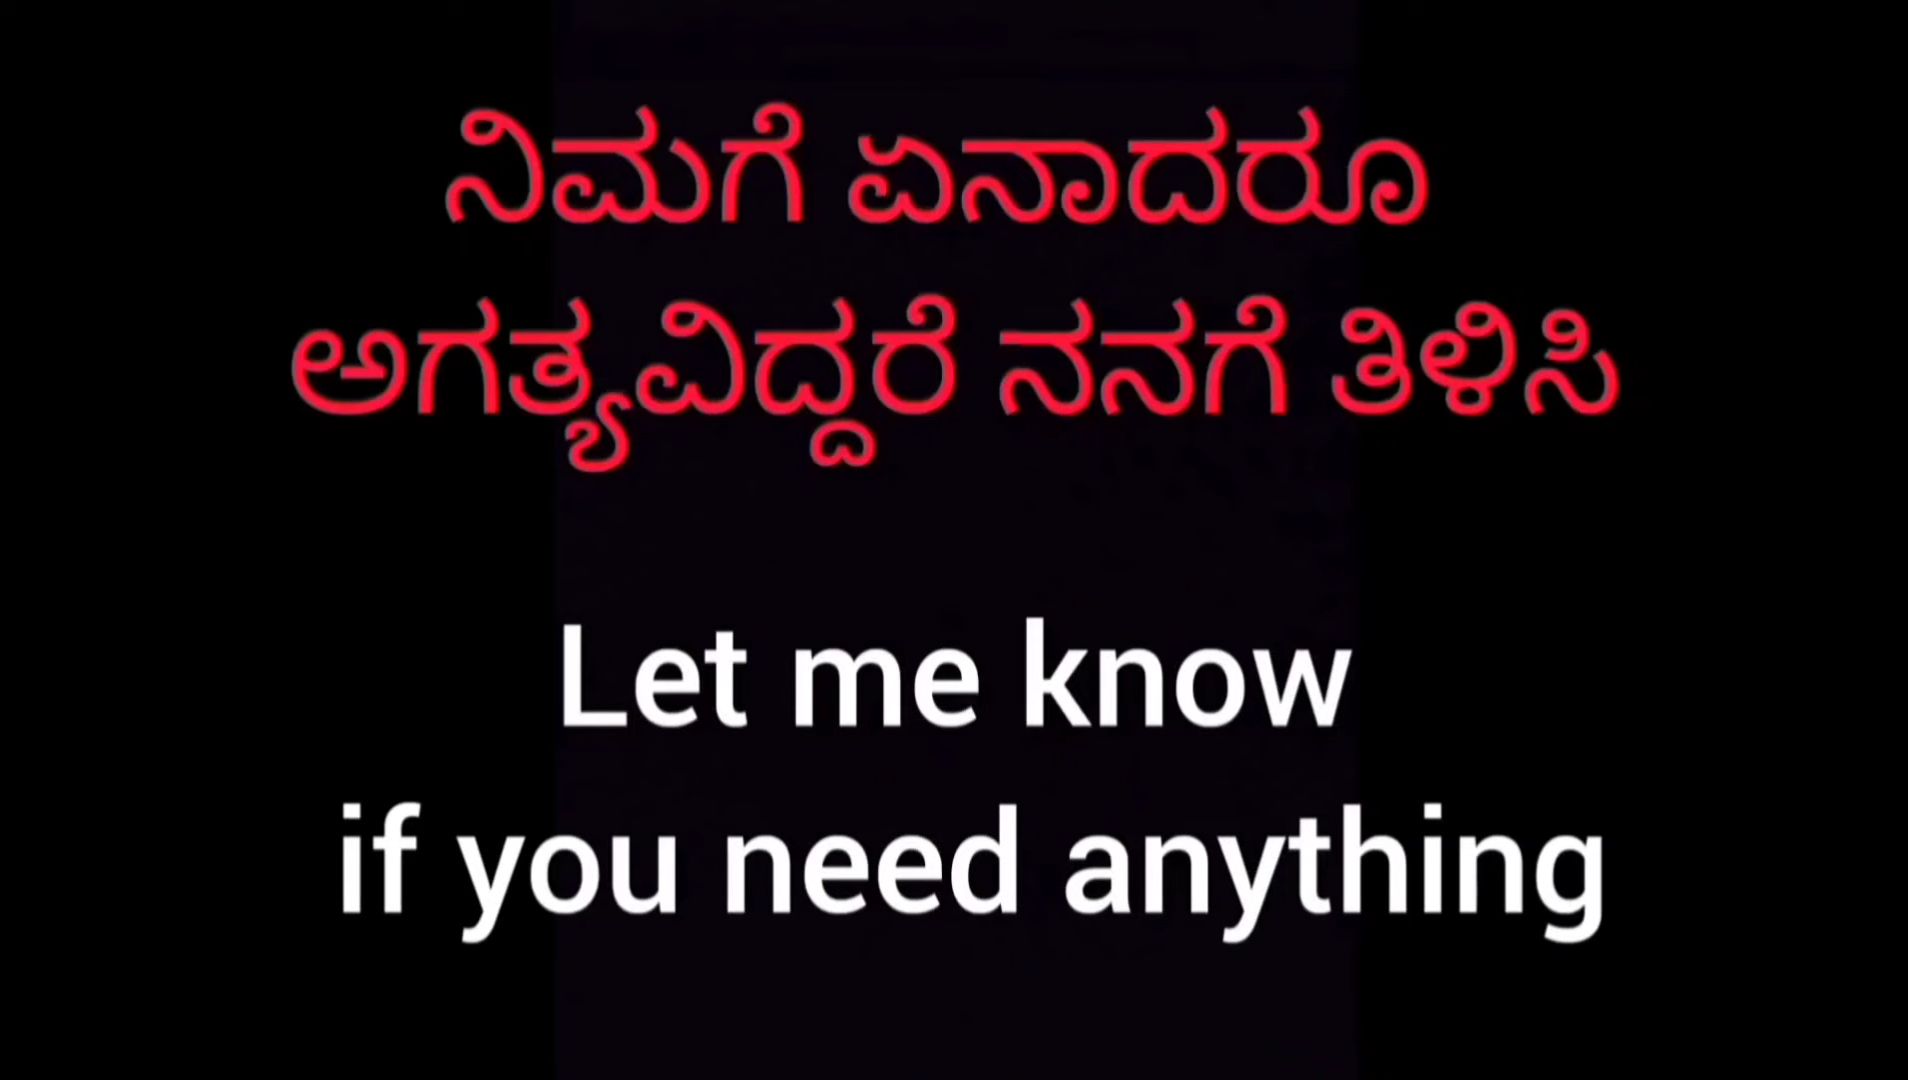 ನಿಮಗೆ ಏನಾದರೂ
ಅಗತ್ಯವಿದ್ದರೆ ನನಗೆ ತಿಳಿಸಿ
Let me know
if you need anything